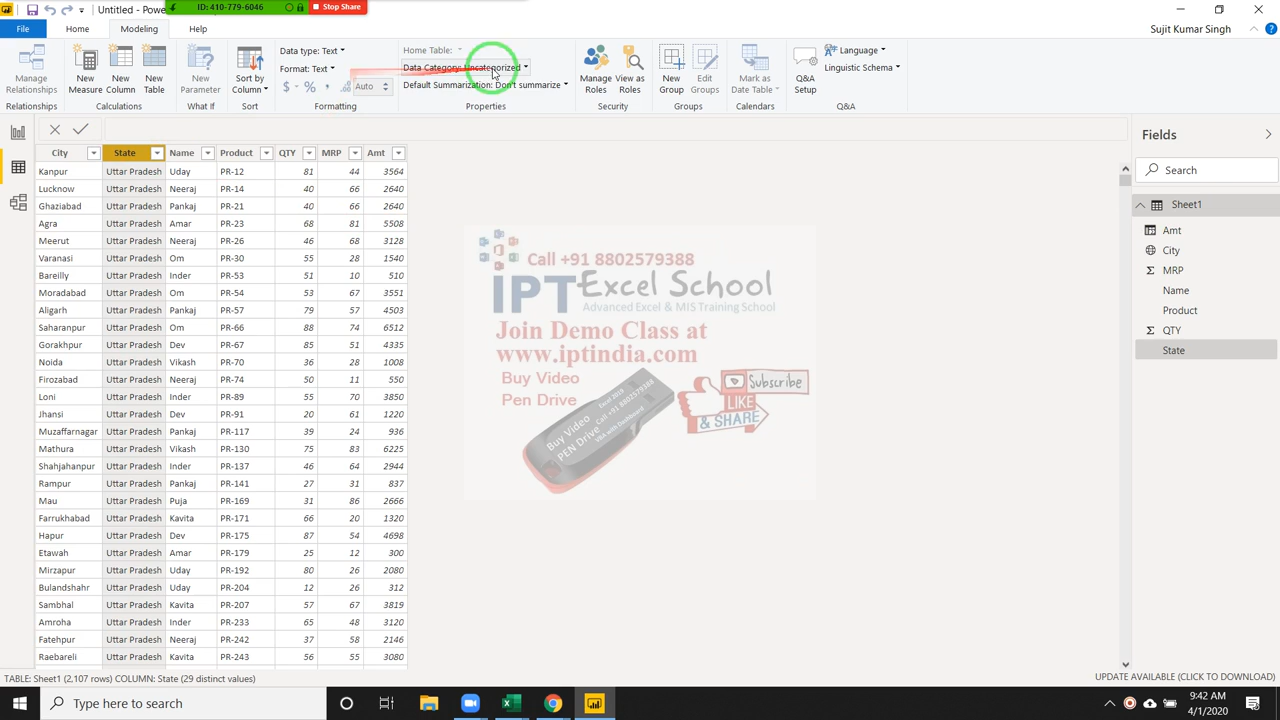 Untitled - Powe
ID: 410-779-6046
Stop Share
File
Home
Modeling
Help
Sujit Kumar Singh
Manage Relationships
New Measure
New Column
New Table
New Parameter
Sort by Column
Data type: Text
Format: Text
$ % , Auto
Home Table:
Data Category: Uncategorized
Default Summarization: Don't summarize
Manage Roles
View as Roles
New Group
Edit Groups
Mark as Date Table
Q&A Setup
Language
Linguistic Schema
Relationships
Calculations
What If
Sort
Formatting
Properties
Security
Groups
Calendars
Q&A
City State Name Product QTY MRP Amt
Kanpur Uttar Pradesh Uday PR-12 81 44 3564
Lucknow Uttar Pradesh Neeraj PR-14 40 66 2640
Ghaziabad Uttar Pradesh Pankaj PR-21 40 66 2640
Agra Uttar Pradesh Amar PR-23 68 81 5508
Meerut Uttar Pradesh Neeraj PR-26 46 68 3128
Varanasi Uttar Pradesh Om PR-30 55 28 1540
Bareilly Uttar Pradesh Inder PR-53 51 10 510
Moradabad Uttar Pradesh Om PR-54 53 67 3551
Aligarh Uttar Pradesh Pankaj PR-57 79 57 4503
Saharanpur Uttar Pradesh Om PR-66 88 74 6512
Gorakhpur Uttar Pradesh Dev PR-67 85 51 4335
Noida Uttar Pradesh Vikash PR-70 36 28 1008
Firozabad Uttar Pradesh Neeraj PR-74 50 11 550
Loni Uttar Pradesh Inder PR-89 55 70 3850
Jhansi Uttar Pradesh Dev PR-91 20 61 1220
Muzaffarnagar Uttar Pradesh Pankaj PR-117 39 24 936
Mathura Uttar Pradesh Vikash PR-130 75 83 6225
Shahjahanpur Uttar Pradesh Inder PR-137 46 64 2944
Rampur Uttar Pradesh Pankaj PR-141 27 31 837
Mau Uttar Pradesh Puja PR-169 31 86 2666
Farrukhabad Uttar Pradesh Kavita PR-171 66 20 1320
Hapur Uttar Pradesh Dev PR-175 87 54 4698
Etawah Uttar Pradesh Amar PR-179 25 12 300
Mirzapur Uttar Pradesh Uday PR-192 80 26 2080
Bulandshahr Uttar Pradesh Uday PR-204 12 26 312
Sambhal Uttar Pradesh Kavita PR-207 57 67 3819
Amroha Uttar Pradesh Inder PR-233 65 48 3120
Fatehpur Uttar Pradesh Neeraj PR-242 37 58 2146
Raebareli Uttar Pradesh Kavita PR-243 56 55 3080
Call +91 8802579388
IPT Excel School
Advanced Excel & MIS Training School
Join Demo Class at
www.iptindia.com
Buy Video
Pen Drive
Buy Video
PEN Drive
Excel 2019
Call +91 8802579388
VBA with Dashboard
Subscribe
LIKE
& SHARE
Fields
Search
Sheet1
Amt
City
MRP
Name
Product
QTY
State
TABLE: Sheet1 (2,107 rows) COLUMN: State (29 distinct values)
UPDATE AVAILABLE (CLICK TO DOWNLOAD)
Type here to search
9:42 AM
4/1/2020